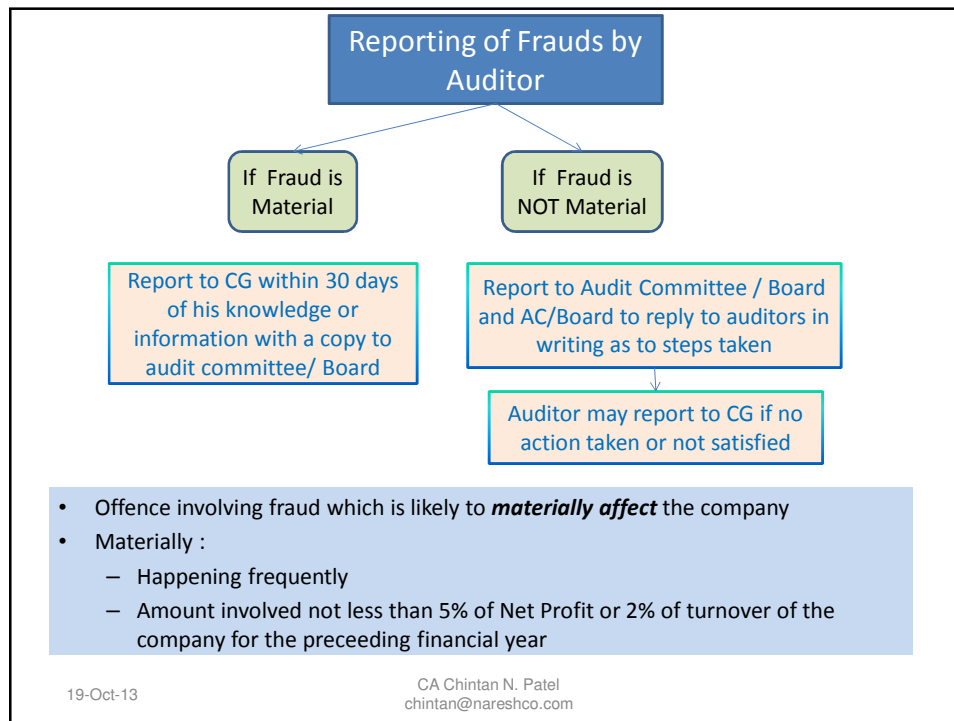 Reporting of Frauds by
Auditor
If Fraud is
Material
If Fraud is
NOT Material
Report to CG within 30 days
of his knowledge or
information with a copy to
audit committee/ Board
Report to Audit Committee / Board
and AC/Board to reply to auditors in
writing as to steps taken
Auditor may report to CG if no
action taken or not satisfied
• Offence involving fraud which is likely to materially affect the company
• Materially :
– Happening frequently
– Amount involved not less than 5% of Net Profit or 2% of turnover of the
company for the preceeding financial year
19-Oct-13
CA Chintan N. Patel
chintan@nareshco.com